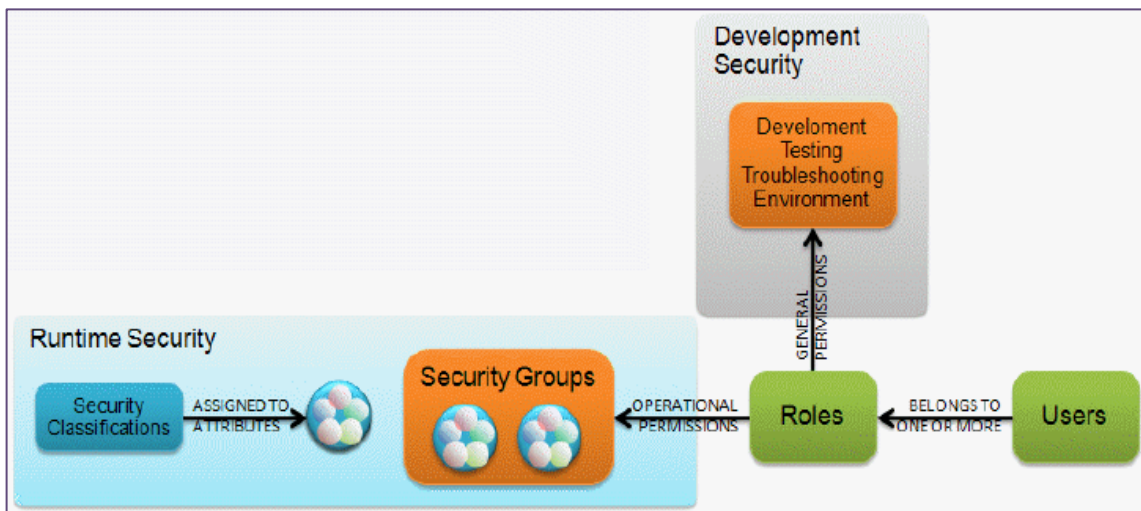 Development
Security
Develoment
Testing
Troubleshooting
Environment
GENERAL
PERMISSIONS
Runtime Security
Security
Classifications
ASSIGNED TO
ATTRIBUTES
Security Groups
OPERATIONAL
PERMISSIONS
Roles
BELONGS TO
ONE OR MORE
Users